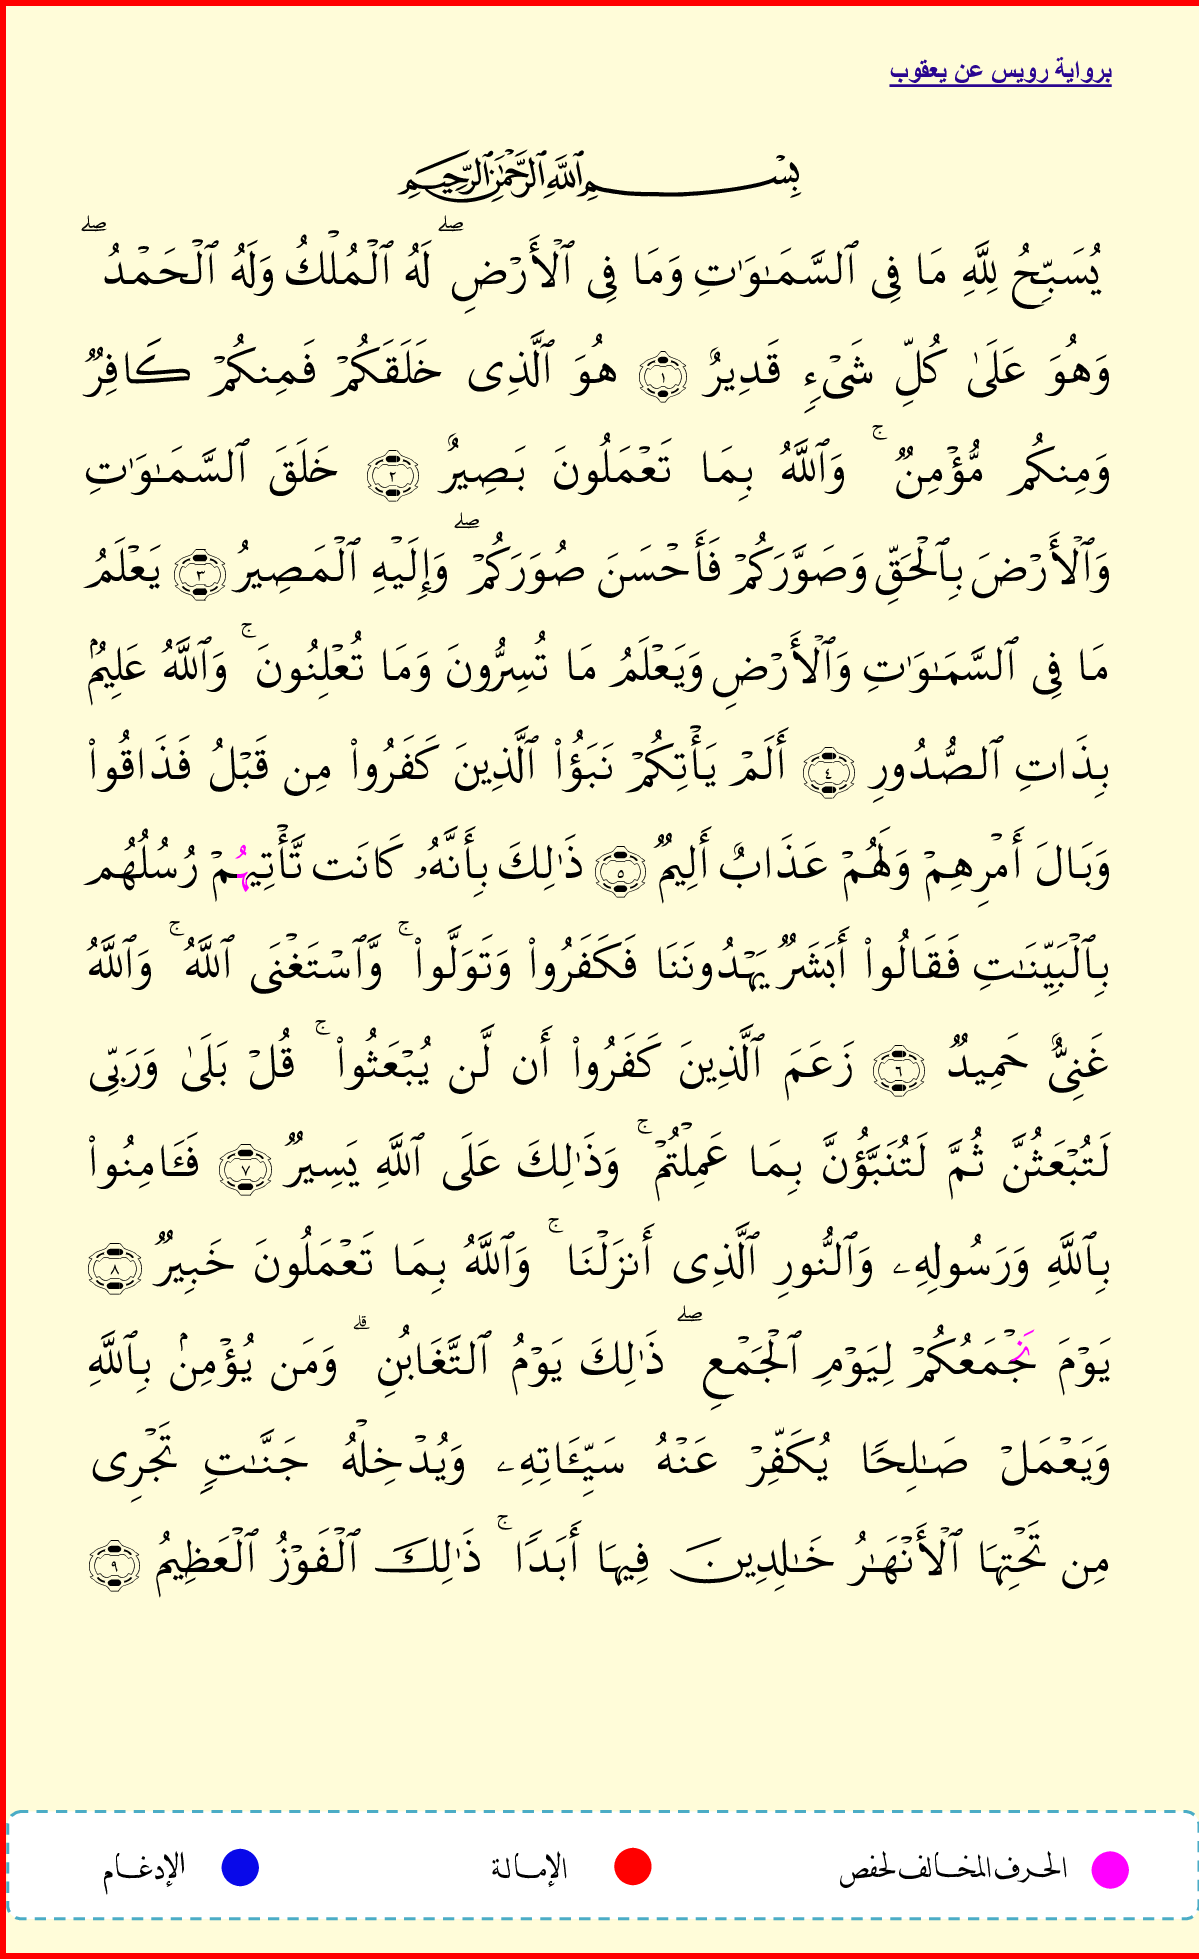 برواية رويس عن يعقوب
بِسْمِ ٱللَّهِ ٱلرَّحْمَٰنِ ٱلرَّحِيمِ
يُسَبِّحُ لِلَّهِ مَا فِى ٱلسَّمَـٰوَٰتِ وَمَا فِى ٱلْأَرْضِ ۖ لَهُ ٱلْمُلْكُ وَلَهُ ٱلْحَمْدُ ۖ
وَهُوَ عَلَىٰ كُلِّ شَىْءٍ قَدِيرٌ ١ هُوَ ٱلَّذِى خَلَقَكُمْ فَمِنكُمْ كَافِرٌ
وَمِنكُم مُّؤْمِنٌ ۚ وَٱللَّهُ بِمَا تَعْمَلُونَ بَصِيرٌ ٢ خَلَقَ ٱلسَّمَـٰوَٰتِ
وَٱلْأَرْضَ بِٱلْحَقِّ وَصَوَّرَكُمْ فَأَحْسَنَ صُوَرَكُمْ ۖ وَإِلَيْهِ ٱلْمَصِيرُ ٣ يَعْلَمُ
مَا فِى ٱلسَّمَـٰوَٰتِ وَٱلْأَرْضِ وَيَعْلَمُ مَا تُسِرُّونَ وَمَا تُعْلِنُونَ ۚ وَٱللَّهُ عَلِيمٌۢ
بِذَاتِ ٱلصُّدُورِ ٤ أَلَمْ يَأْتِكُمْ نَبَؤُا۟ ٱلَّذِينَ كَفَرُوا۟ مِن قَبْلُ فَذَاقُوا۟
وَبَالَ أَمْرِهِمْ وَلَهُمْ عَذَابٌ أَلِيمٌ ٥ ذَٰلِكَ بِأَنَّهُۥ كَانَت تَّأْتِيهُمْ رُسُلُهُم
بِٱلْبَيِّنَـٰتِ فَقَالُوا۟ أَبَشَرٌ يَهْدُونَنَا فَكَفَرُوا۟ وَتَوَلَّوا۟ ۚ وَّٱسْتَغْنَى ٱللَّهُ ۚ وَٱللَّهُ
غَنِىٌّ حَمِيدٌ ٦ زَعَمَ ٱلَّذِينَ كَفَرُوا۟ أَن لَّن يُبْعَثُوا۟ ۚ قُلْ بَلَىٰ وَرَبِّى
لَتُبْعَثُنَّ ثُمَّ لَتُنَبَّؤُنَّ بِمَا عَمِلْتُمْ ۚ وَذَٰلِكَ عَلَى ٱللَّهِ يَسِيرٌ ٧ فَـَٔامِنُوا۟
بِٱللَّهِ وَرَسُولِهِۦ وَٱلنُّورِ ٱلَّذِى أَنزَلْنَا ۚ وَٱللَّهُ بِمَا تَعْمَلُونَ خَبِيرٌ ٨
يَوْمَ نَجْمَعُكُمْ لِيَوْمِ ٱلْجَمْعِ ۖ ذَٰلِكَ يَوْمُ ٱلتَّغَابُنِ ۗ وَمَن يُؤْمِنۢ بِٱللَّهِ
وَيَعْمَلْ صَـٰلِحًا يُكَفِّرْ عَنْهُ سَيِّـَٔاتِهِۦ وَيُدْخِلْهُ جَنَّـٰتٍ تَجْرِى
مِن تَحْتِهَا ٱلْأَنْهَـٰرُ خَـٰلِدِينَ فِيهَا أَبَدًا ۚ ذَٰلِكَ ٱلْفَوْزُ ٱلْعَظِيمُ ٩
الحرف المخالف لحفص الإمالة الإدغام